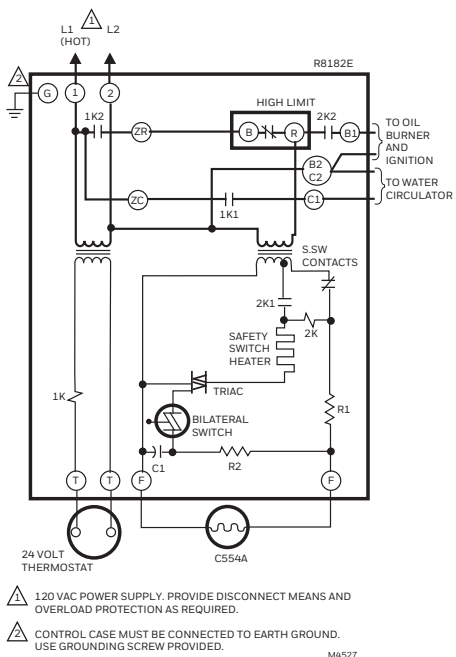 1
L1
L2
(HOT)
2
R8182E
G
1
2
HIGH LIMIT
1K2
ZR
B
R
2K2
B1
TO OIL
BURNER
AND
IGNITION
B2
C2
TO WATER
CIRCULATOR
ZC
1K1
C1
S.SW
CONTACTS
2K1
2K
SAFETY
SWITCH
HEATER
TRIAC
1K
R1
BILATERAL
SWITCH
C1
R2
T
T
F
F
24 VOLT
THERMOSTAT
C554A
1 120 VAC POWER SUPPLY. PROVIDE DISCONNECT MEANS AND
OVERLOAD PROTECTION AS REQUIRED.
2 CONTROL CASE MUST BE CONNECTED TO EARTH GROUND.
USE GROUNDING SCREW PROVIDED.
M4527